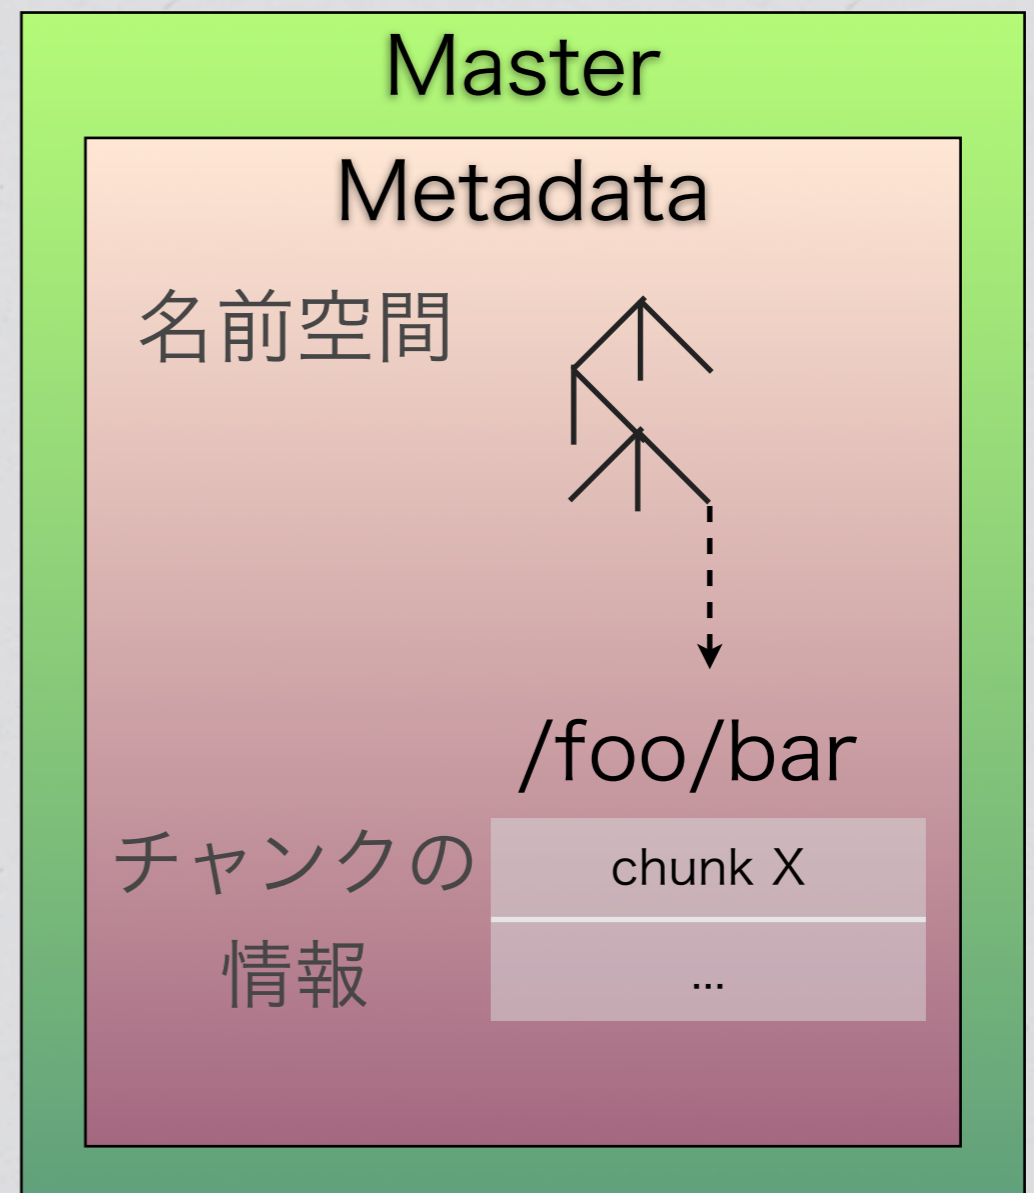 Master
Metadata
名前空間
/foo/bar
チャンクの
情報
chunk X
...